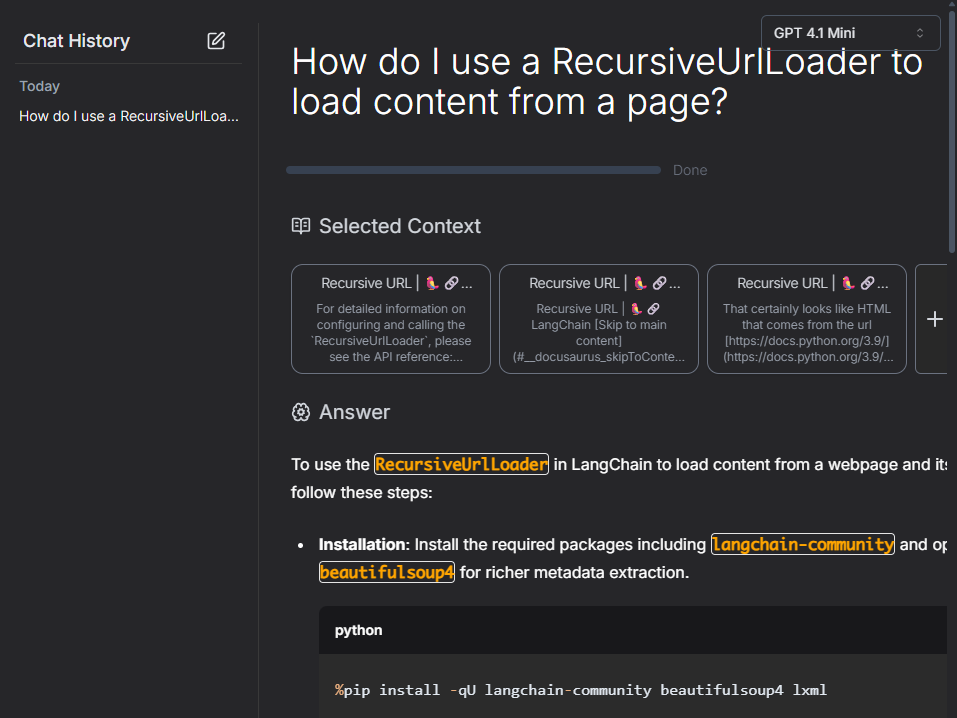 Chat History
Today
How do I use a RecursiveUrlLoa...
GPT 4.1 Mini
How do I use a RecursiveUrlLoader to
load content from a page?
Done
Selected Context
Recursive URL | 🦜️🔗 ...
For detailed information on
configuring and calling the
`RecursiveUrlLoader`, please
see the API reference:...
Recursive URL | 🦜️🔗 ...
Recursive URL | 🦜️🔗
LangChain [Skip to main
content]
(#__docusaurus_skipToConte...
Recursive URL | 🦜️🔗 ...
That certainly looks like HTML
that comes from the url
[https://docs.python.org/3.9/]
(https://docs.python.org/3.9/...
Answer
To use the RecursiveUrlLoader in LangChain to load content from a webpage and its
follow these steps:
• Installation: Install the required packages including langchain-community and op
beautifulsoup4 for richer metadata extraction.
python
%pip install -qU langchain-community beautifulsoup4 lxml